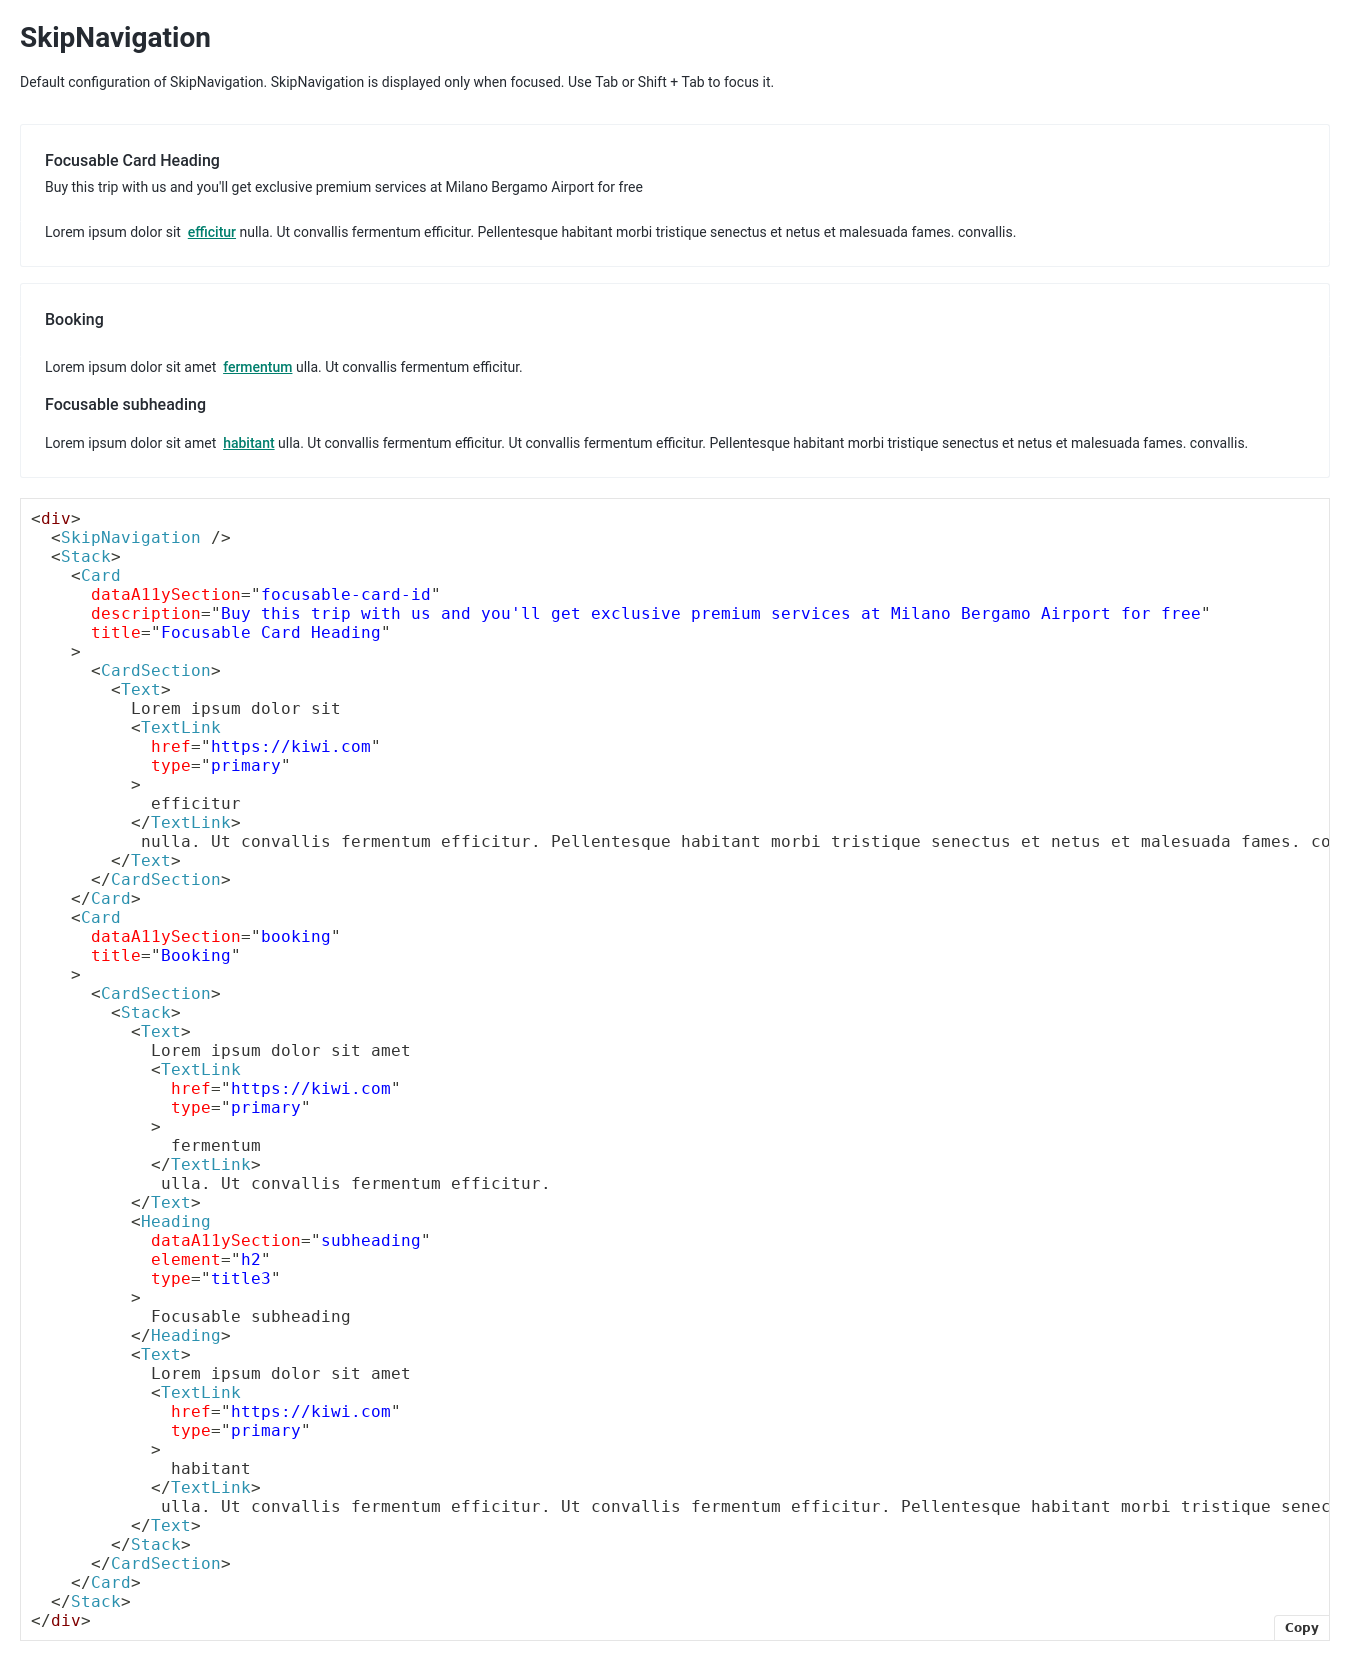 SkipNavigation
Default configuration of SkipNavigation. SkipNavigation is displayed only when focused. Use Tab or Shift + Tab to focus it.
Focusable Card Heading
Buy this trip with us and you'll get exclusive premium services at Milano Bergamo Airport for free
Lorem ipsum dolor sit efficitur nulla. Ut convallis fermentum efficitur. Pellentesque habitant morbi tristique senectus et netus et malesuada fames. convallis.
Booking
Lorem ipsum dolor sit amet fermentum ulla. Ut convallis fermentum efficitur.
Focusable subheading
Lorem ipsum dolor sit amet habitant ulla. Ut convallis fermentum efficitur. Ut convallis fermentum efficitur. Pellentesque habitant morbi tristique senectus et netus et malesuada fames. convallis.
<div>
  <SkipNavigation />
  <Stack>
    <Card
      dataA11ySection="focusable-card-id"
      description="Buy this trip with us and you'll get exclusive premium services at Milano Bergamo Airport for free"
      title="Focusable Card Heading"
    >
      <CardSection>
        <Text>
          Lorem ipsum dolor sit
          <TextLink
            href="https://kiwi.com"
            type="primary"
          >
            efficitur
          </TextLink>
           nulla. Ut convallis fermentum efficitur. Pellentesque habitant morbi tristique senectus et netus et malesuada fames. co
        </Text>
      </CardSection>
    </Card>
    <Card
      dataA11ySection="booking"
      title="Booking"
    >
      <CardSection>
        <Stack>
          <Text>
            Lorem ipsum dolor sit amet
            <TextLink
              href="https://kiwi.com"
              type="primary"
            >
              fermentum
            </TextLink>
             ulla. Ut convallis fermentum efficitur.
          </Text>
          <Heading
            dataA11ySection="subheading"
            element="h2"
            type="title3"
          >
            Focusable subheading
          </Heading>
          <Text>
            Lorem ipsum dolor sit amet
            <TextLink
              href="https://kiwi.com"
              type="primary"
            >
              habitant
            </TextLink>
             ulla. Ut convallis fermentum efficitur. Ut convallis fermentum efficitur. Pellentesque habitant morbi tristique senec
          </Text>
        </Stack>
      </CardSection>
    </Card>
  </Stack>
</div>
Copy